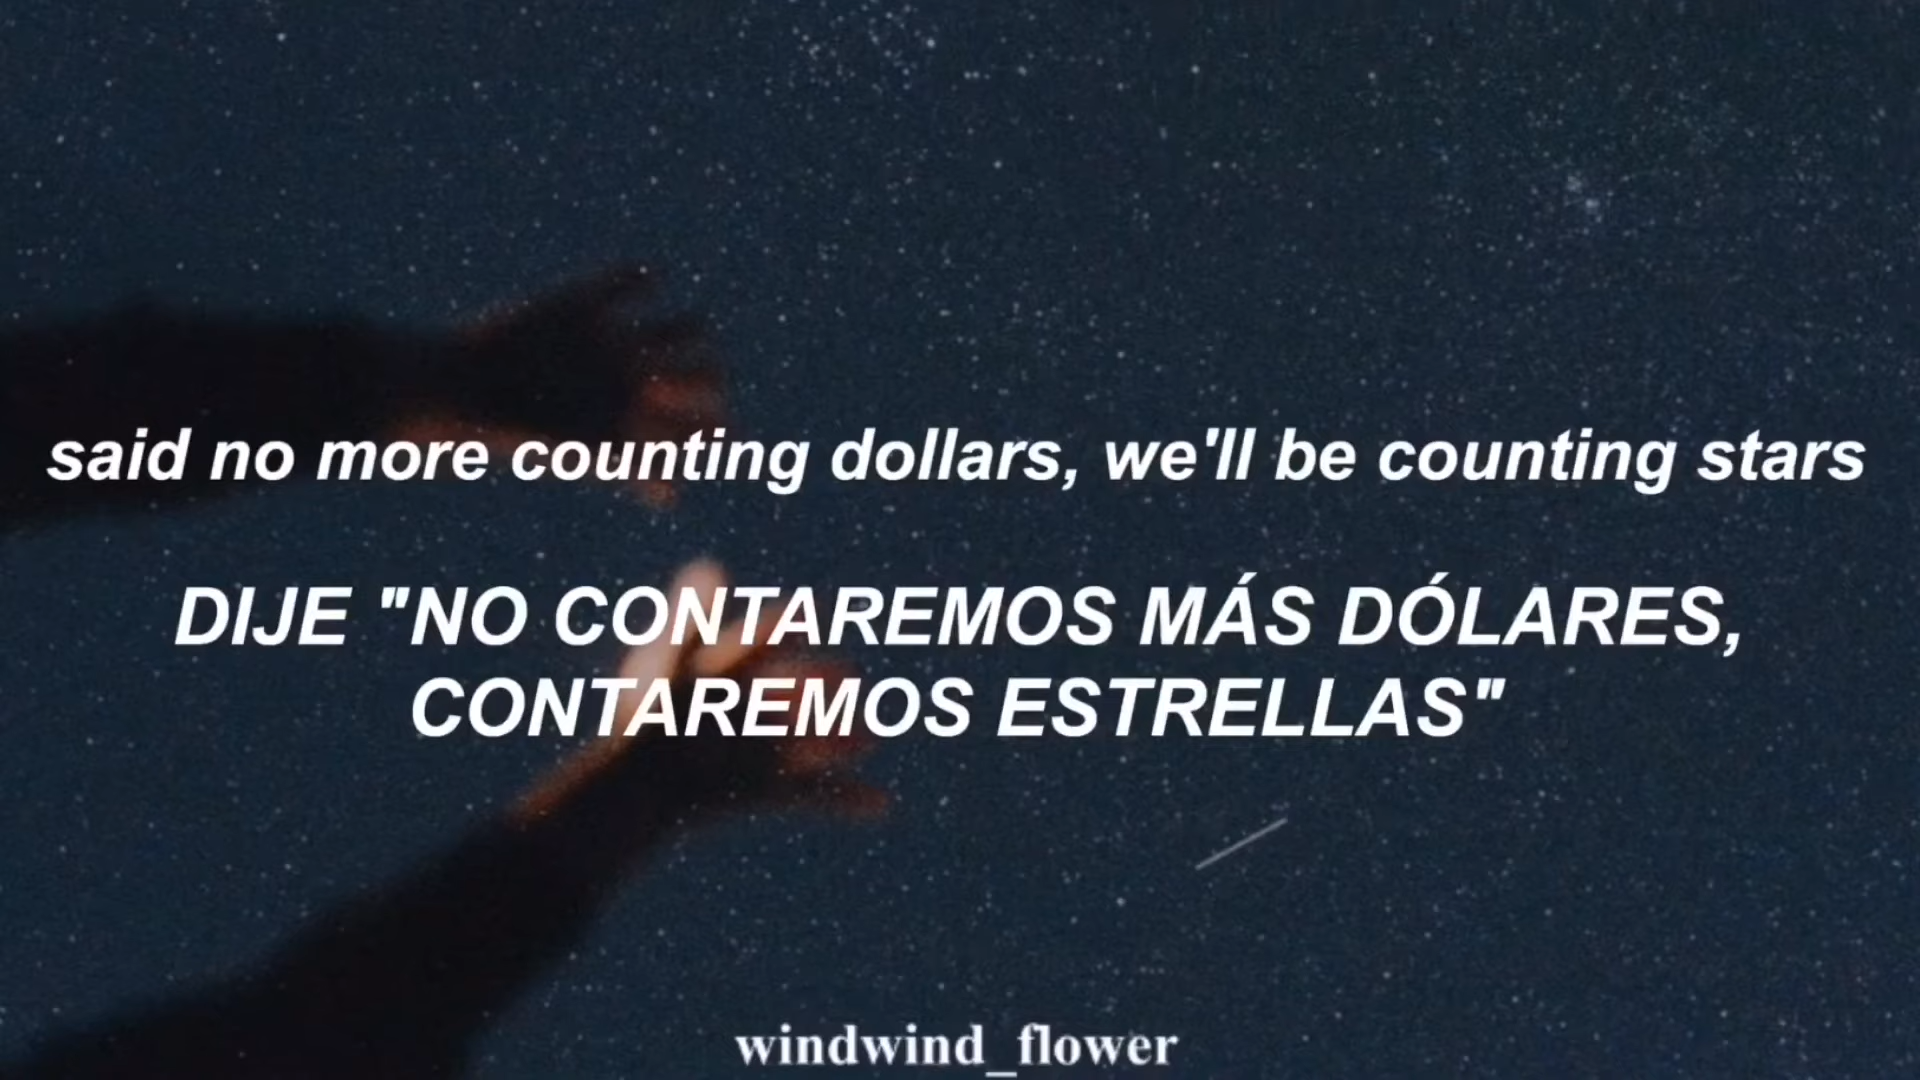 said no more counting dollars, we'll be counting stars
DIJE "NO CONTAREMOS MÁS DÓLARES,
CONTAREMOS ESTRELLAS"
windwind_flower